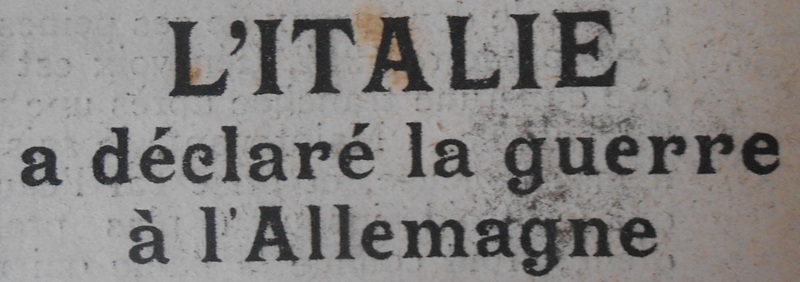 L'ITALIE
a déclaré la guerre
à l'Allemagne